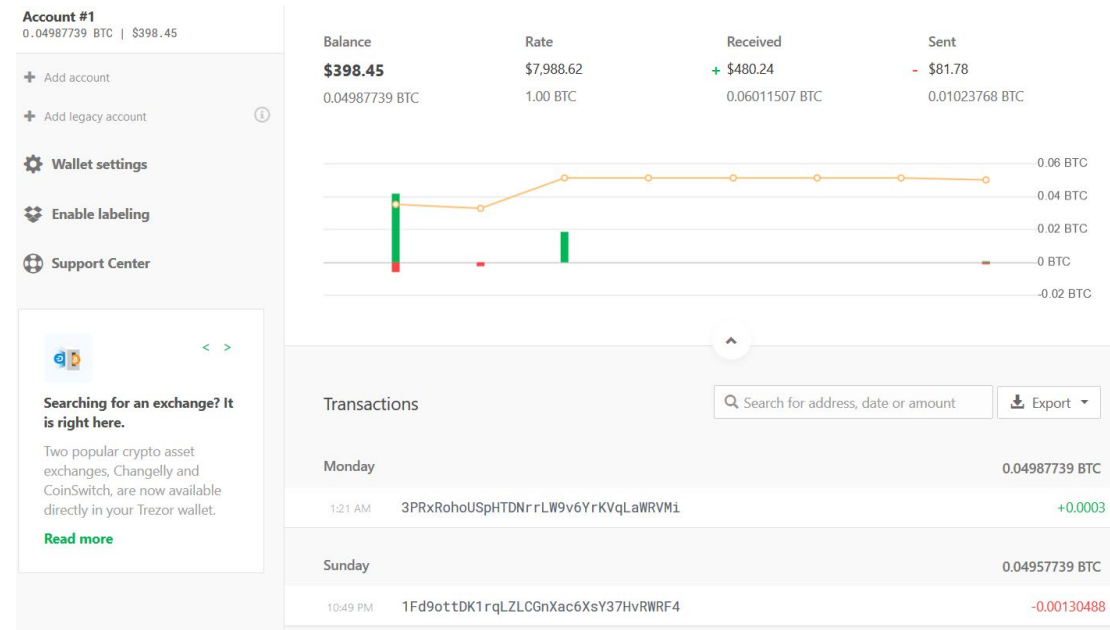 Account #1
0.04987739 BTC | $398.45
Add account
Add legacy account
Wallet settings
Enable labeling
Support Center
Searching for an exchange? It
is right here.
Two popular crypto asset
exchanges, Changelly and
CoinSwitch, are now available
directly in your Trezor wallet.
Read more
Balance Rate Received Sent
$398.45 $7,988.62 + $480.24 - $81.78
0.04987739 BTC 1.00 BTC 0.06011507 BTC 0.01023768 BTC
0.06 BTC
0.04 BTC
0.02 BTC
0 BTC
-0.02 BTC
Transactions Search for address, date or amount Export
Monday 0.04987739 BTC
1:21 AM 3PRxRohoUSpHTDNrrLW9v6YrKVqLaWRVMi +0.0003
Sunday 0.04957739 BTC
10:49 PM 1Fd9ottDK1rqLZLCGnXac6XsY37HvRWRF4 -0.00130488